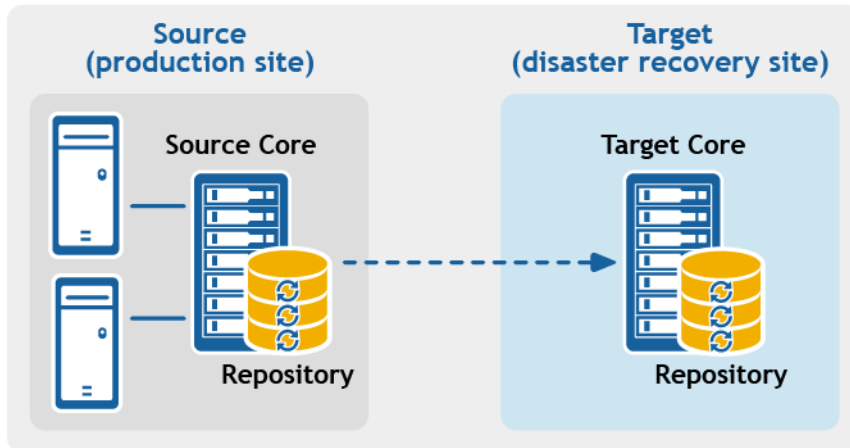 Source
(production site)
Target
(disaster recovery site)
Source Core
Target Core
Repository
Repository